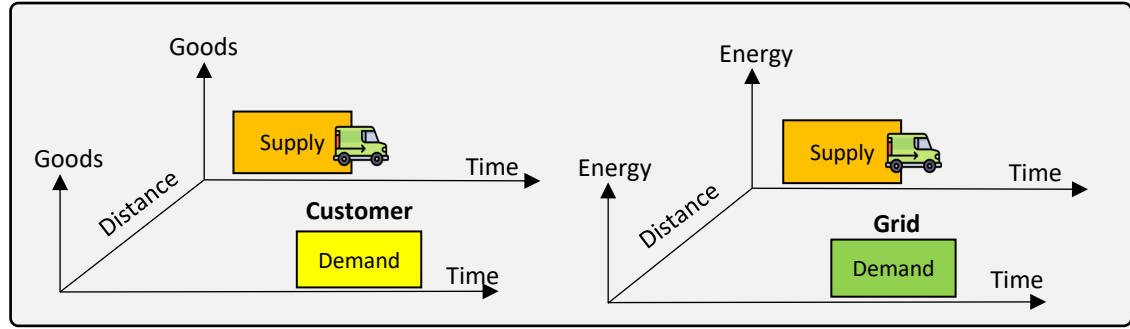 Goods
Supply
Goods
Time
Distance
Customer
Demand
Time
Energy
Supply
Energy
Time
Distance
Grid
Demand
Time